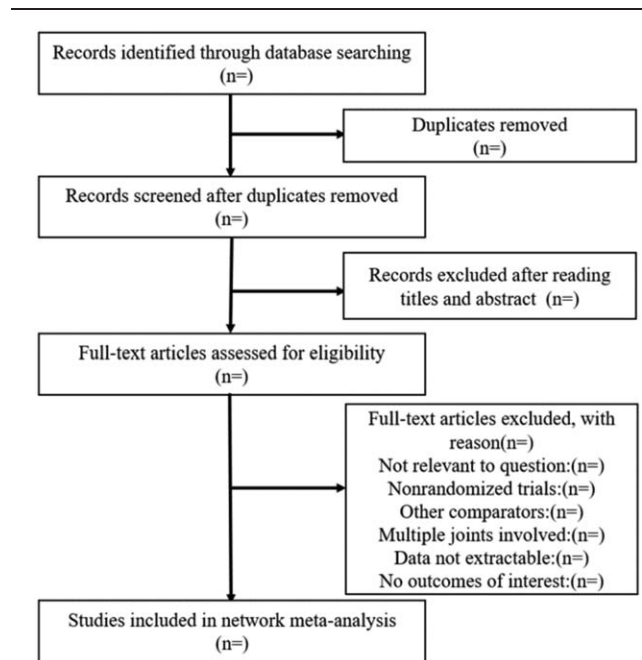 Records identified through database searching
(n=)
Duplicates removed
(n=)
Records screened after duplicates removed
(n=)
Records excluded after reading
titles and abstract (n=)
Full-text articles assessed for eligibility
(n=)
Full-text articles excluded, with
reason(n=)
Not relevant to question:(n=)
Nonrandomized trials:(n=)
Other comparators:(n=)
Multiple joints involved:(n=)
Data not extractable:(n=)
No outcomes of interest:(n=)
Studies included in network meta-analysis
(n=)